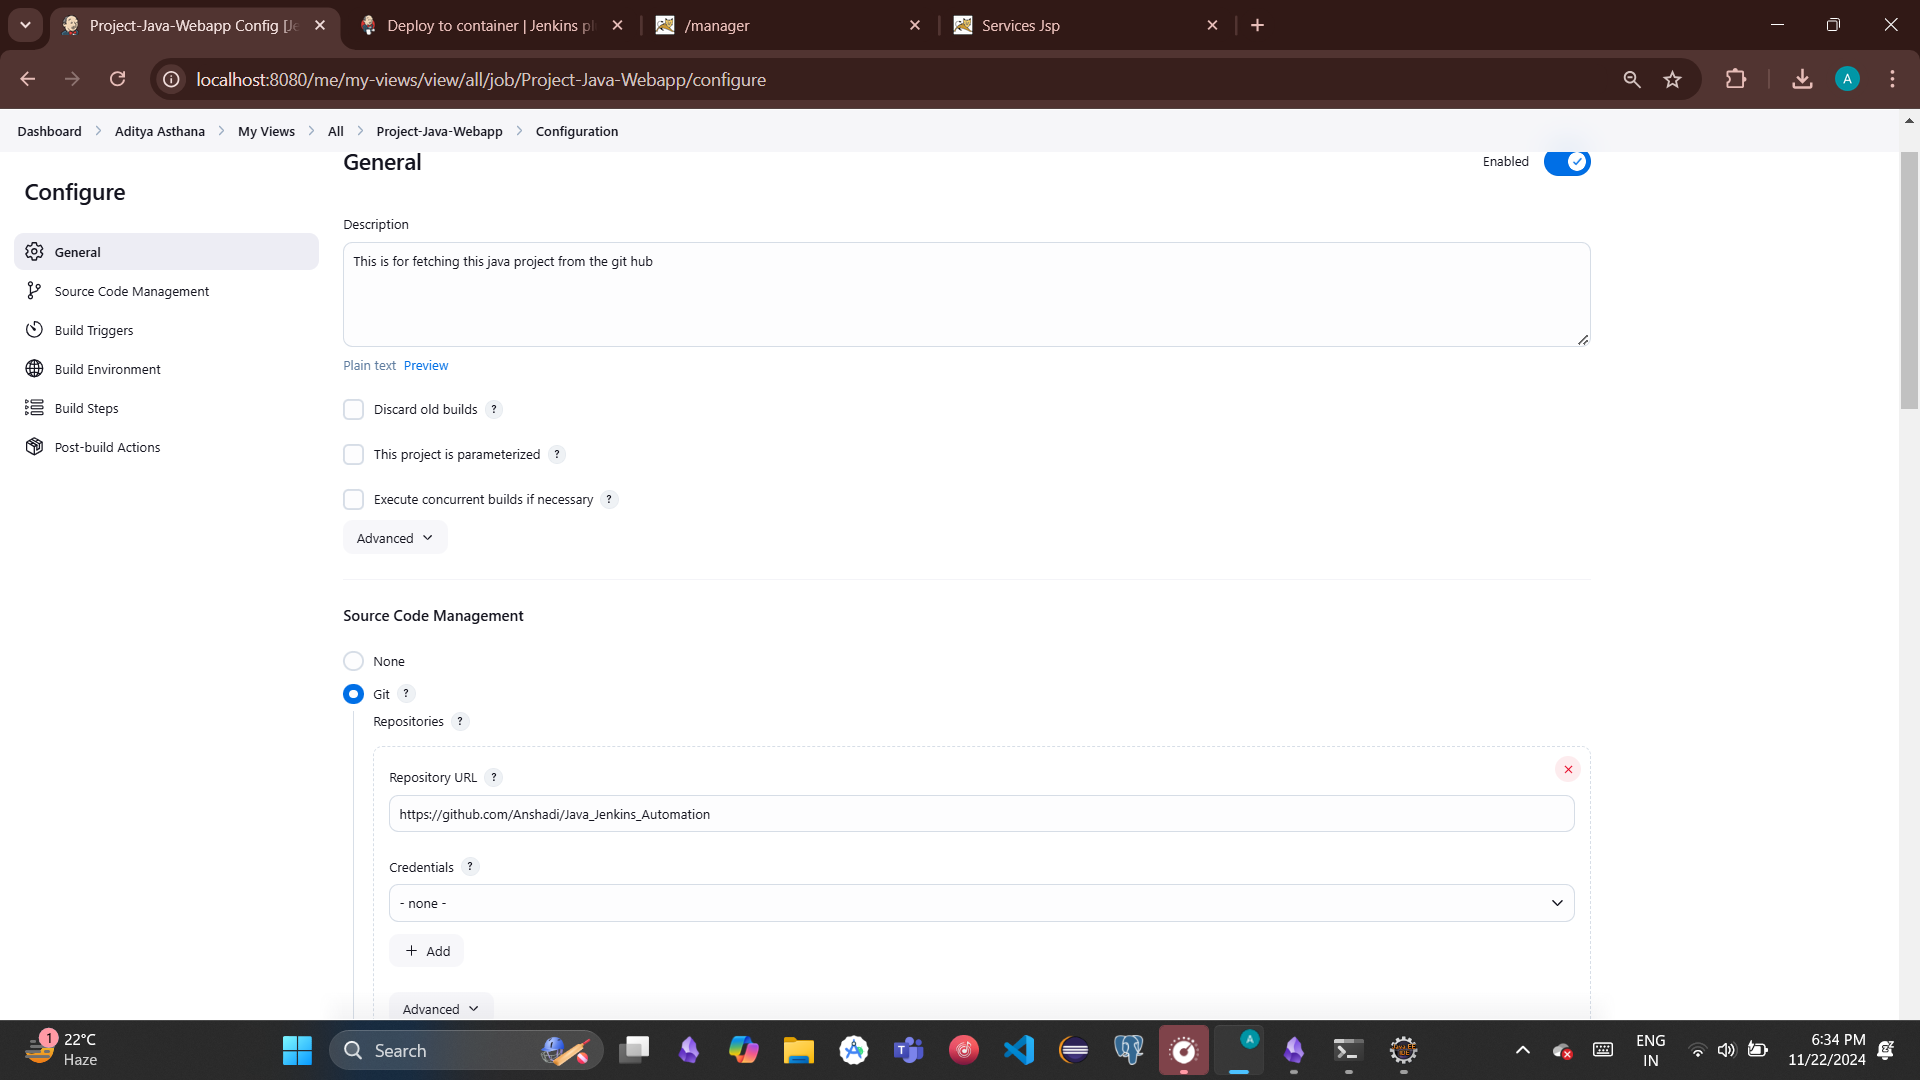 Project-Java-Webapp Config [Je
Deploy to container | Jenkins pl
/manager
Services Jsp
localhost:8080/me/my-views/view/all/job/Project-Java-Webapp/configure
A
Dashboard > Aditya Asthana > My Views > All > Project-Java-Webapp > Configuration
Configure
General
Source Code Management
Build Triggers
Build Environment
Build Steps
Post-build Actions
General
Enabled
Description
This is for fetching this java project from the git hub
Plain text Preview
Discard old builds ?
This project is parameterized ?
Execute concurrent builds if necessary ?
Advanced
Source Code Management
None
Git ?
Repositories ?
Repository URL ?
https://github.com/Anshadi/Java_Jenkins_Automation
Credentials ?
- none -
+ Add
Advanced
1
22°C
Haze
Search
A
ENG
IN
6:34 PM
11/22/2024